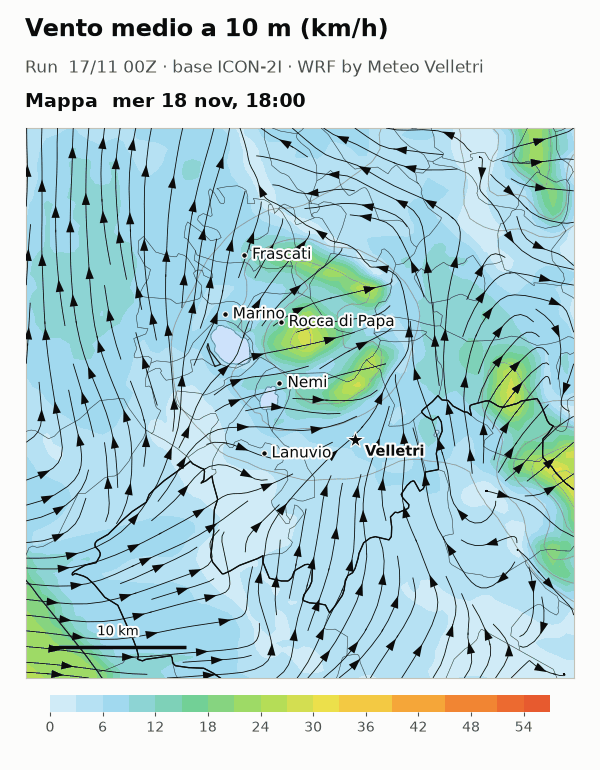 Vento medio a 10 m (km/h)
Run  17/11 00Z · base ICON-2I · WRF by Meteo Velletri
Mappa  mer 18 nov, 18:00
Frascati
Marino
Rocca di Papa
Nemi
Velletri
Lanuvio
10 km
0 6 12 18 24 30 36 42 48 54